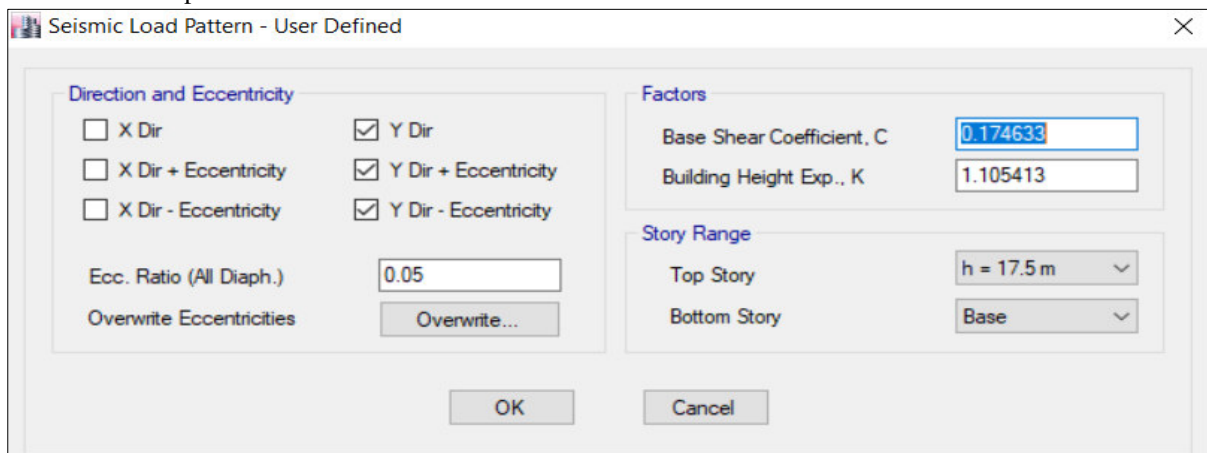 Seismic Load Pattern - User Defined
Direction and Eccentricity
X Dir
Y Dir
X Dir + Eccentricity
Y Dir + Eccentricity
X Dir - Eccentricity
Y Dir - Eccentricity
Ecc. Ratio (All Diaph.)
0.05
Overwrite Eccentricities
Overwrite...
Factors
Base Shear Coefficient, C
0.174633
Building Height Exp., K
1.105413
Story Range
Top Story
h = 17.5 m
Bottom Story
Base
OK
Cancel